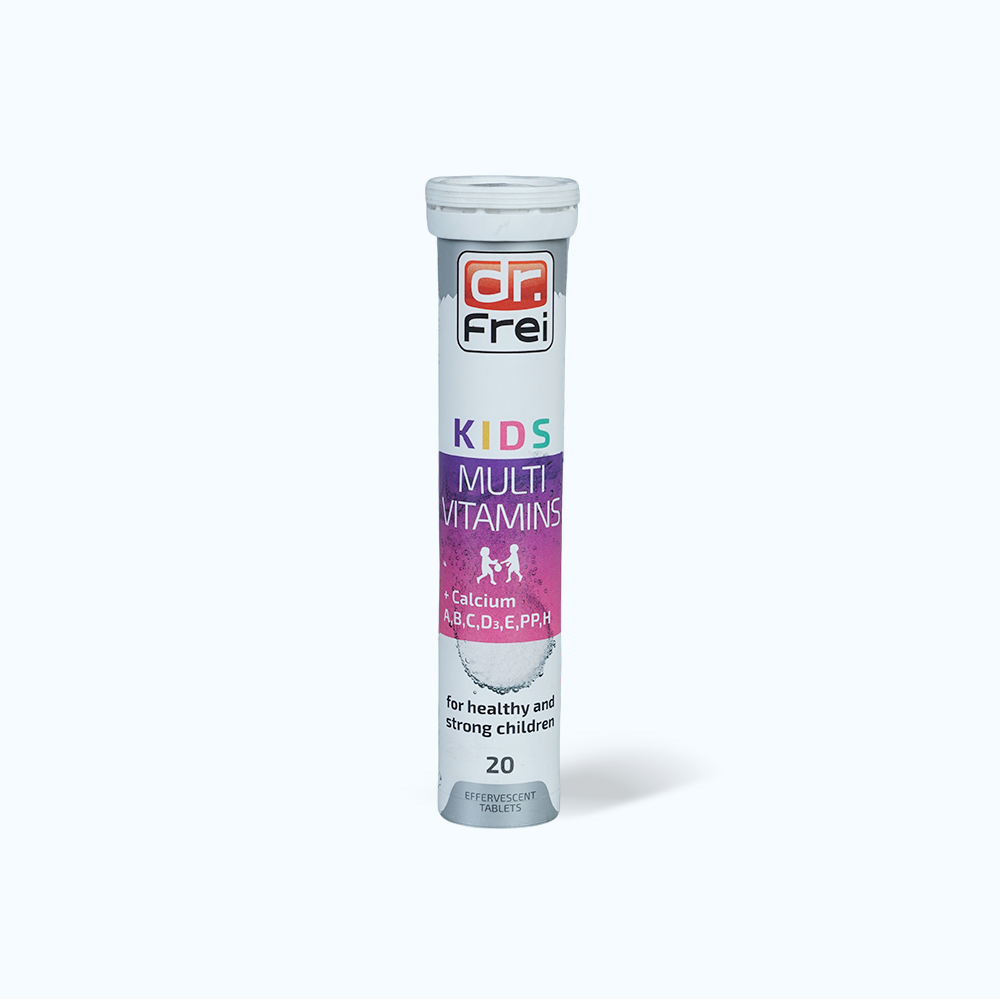 dr.
Frei
KIDS
MULTI
VITAMINS
+ Calcium
A,B,C,D₃,E,PP,H
for healthy and
strong children
20
EFFERVESCENT
TABLETS